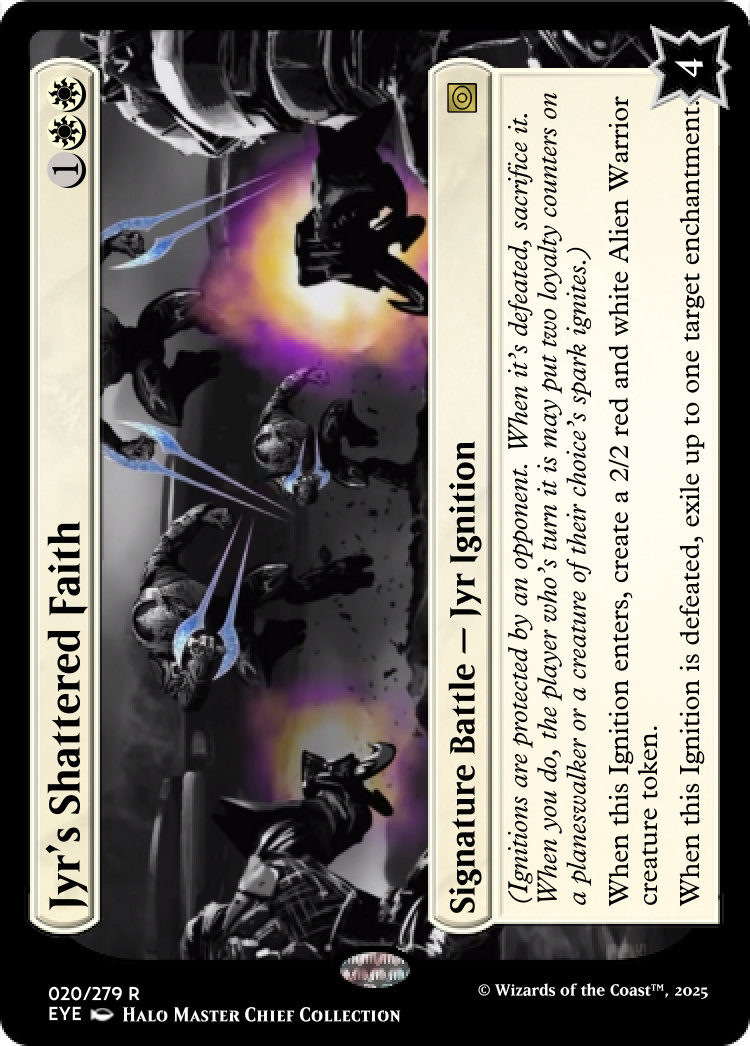 Jyr's Shattered Faith 1
Signature Battle — Jyr Ignition
(Ignitions are protected by an opponent. When it's defeated, sacrifice it.
When you do, the player who's turn it is may put two loyalty counters on
a planeswalker or a creature of their choice's spark ignites.)
When this Ignition enters, create a 2/2 red and white Alien Warrior
creature token.
When this Ignition is defeated, exile up to one target enchantment.
4
020/279 R
EYE HALO MASTER CHIEF COLLECTION
© Wizards of the Coast™, 2025